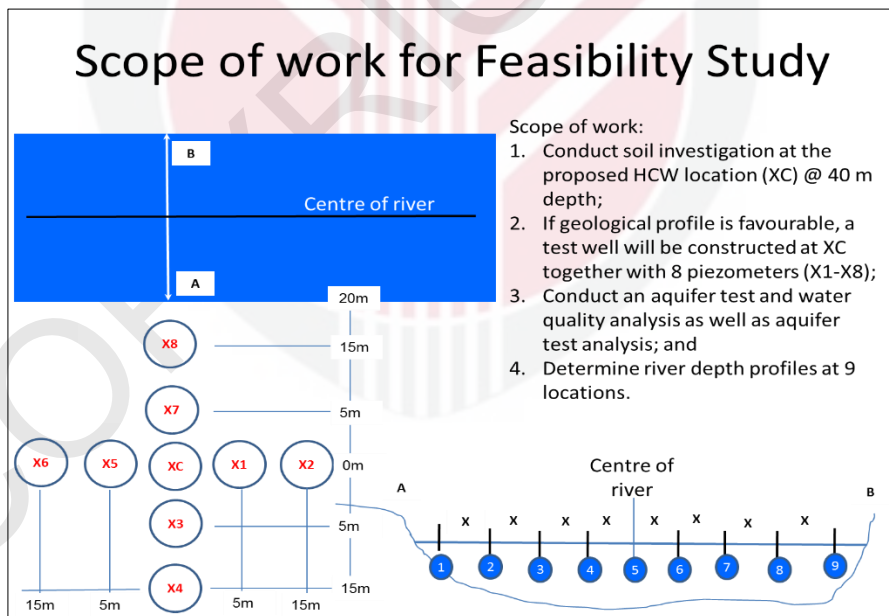 Scope of work for Feasibility Study
Scope of work:
1. Conduct soil investigation at the
proposed HCW location (XC) @ 40 m
depth;
2. If geological profile is favourable, a
test well will be constructed at XC
together with 8 piezometers (X1-X8);
3. Conduct an aquifer test and water
quality analysis as well as aquifer
test analysis; and
4. Determine river depth profiles at 9
locations.
B
Centre of river
A
20m
X8
15m
X7
5m
X6 X5 XC X1 X2 0m
X3
5m
X4
15m
15m 5m 5m 15m
Centre of
river
A B
X X X X X X X X
1 2 3 4 5 6 7 8 9